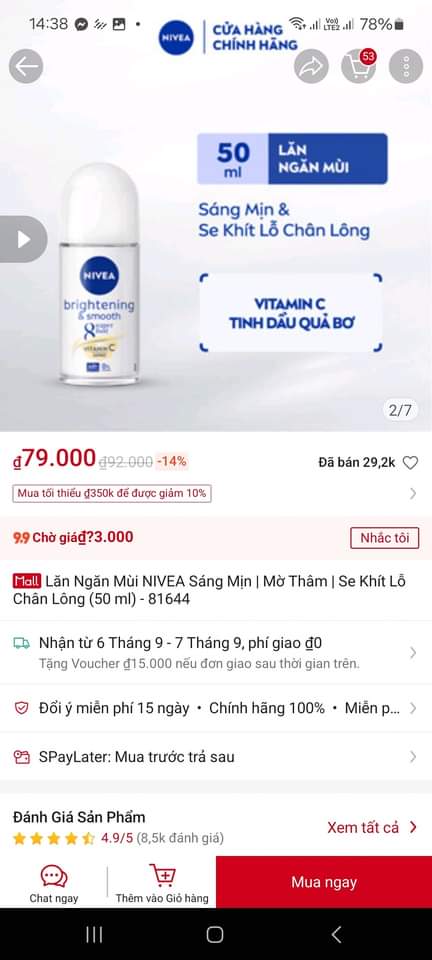 14:38
Vo)) LTE2 78%
NIVEA
CỬA HÀNG
CHÍNH HÃNG
53
50
ml
LĂN
NGĂN MÙI
Sáng Mịn &
Se Khít Lỗ Chân Lông
NIVEA
brightening
& smooth
8
VITAMIN C
VITAMIN C
TINH DẦU QUẢ BƠ
2/7
₫79.000 ₫92.000 -14%
Đã bán 29,2k
Mua tối thiểu ₫350k để được giảm 10%
9.9 Chờ giá₫?3.000
Nhắc tôi
Mall Lăn Ngăn Mùi NIVEA Sáng Mịn | Mờ Thâm | Se Khít Lỗ
Chân Lông (50 ml) - 81644
Nhận từ 6 Tháng 9 - 7 Tháng 9, phí giao ₫0
Tặng Voucher ₫15.000 nếu đơn giao sau thời gian trên.
Đổi ý miễn phí 15 ngày • Chính hãng 100% • Miễn p...
SPayLater: Mua trước trả sau
Đánh Giá Sản Phẩm
4.9/5 (8,5k đánh giá)
Xem tất cả
Chat ngay
Thêm vào Giỏ hàng
Mua ngay